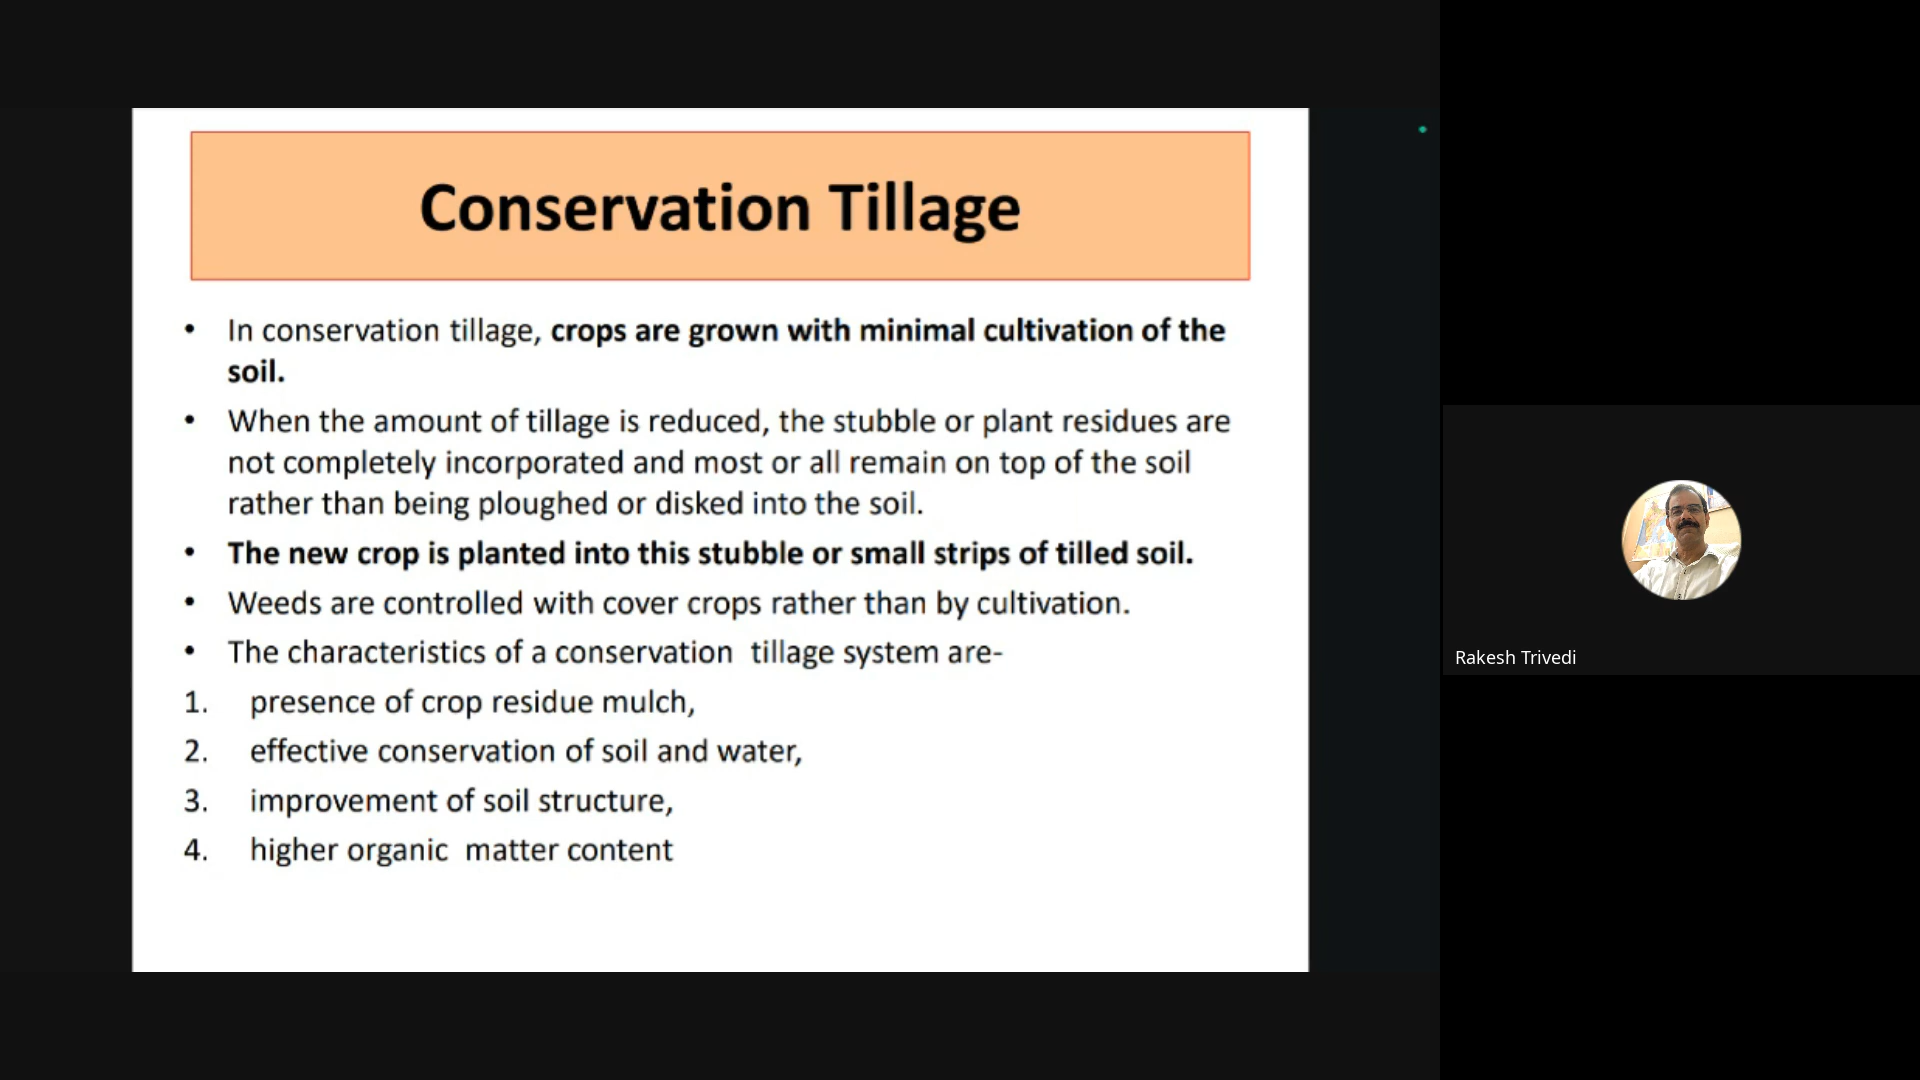 Conservation Tillage
• In conservation tillage, crops are grown with minimal cultivation of the
soil.
• When the amount of tillage is reduced, the stubble or plant residues are
not completely incorporated and most or all remain on top of the soil
rather than being ploughed or disked into the soil.
• The new crop is planted into this stubble or small strips of tilled soil.
• Weeds are controlled with cover crops rather than by cultivation.
• The characteristics of a conservation  tillage system are-
1. presence of crop residue mulch,
2. effective conservation of soil and water,
3. improvement of soil structure,
4. higher organic  matter content
Rakesh Trivedi